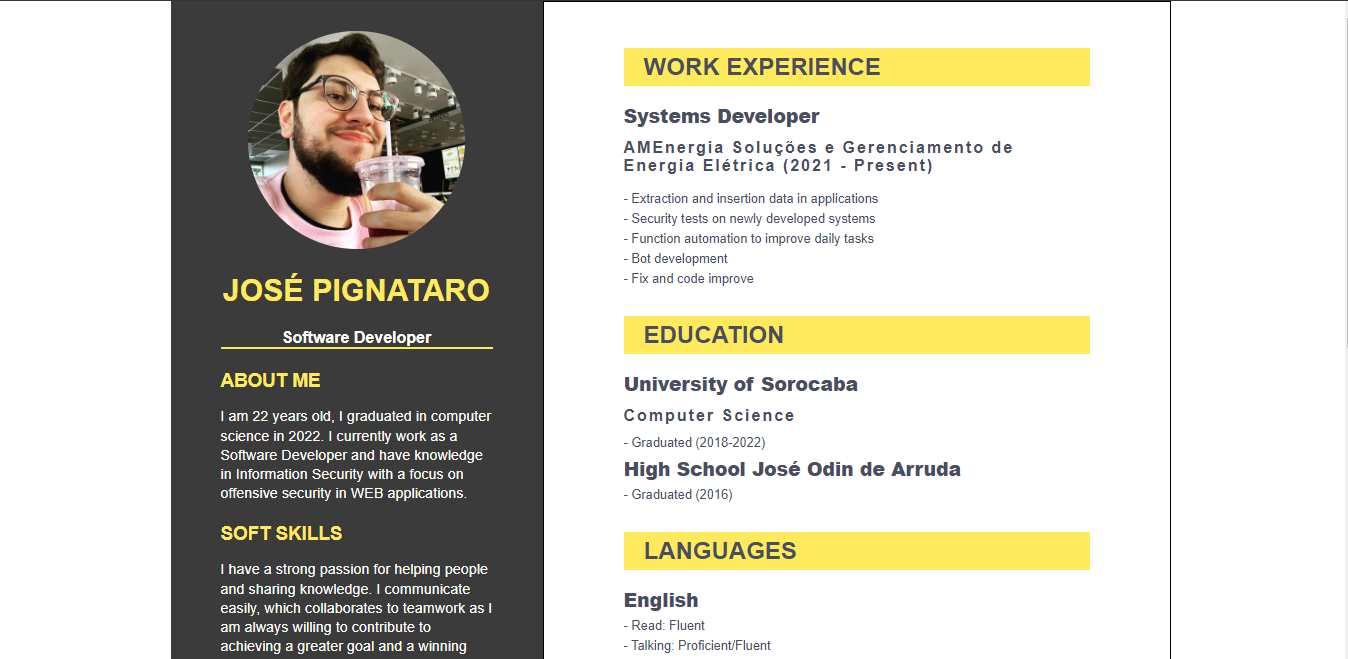 JOSÉ PIGNATARO
Software Developer
ABOUT ME
I am 22 years old, I graduated in computer
science in 2022. I currently work as a
Software Developer and have knowledge
in Information Security with a focus on
offensive security in WEB applications.
SOFT SKILLS
I have a strong passion for helping people
and sharing knowledge. I communicate
easily, which collaborates to teamwork as I
am always willing to contribute to
achieving a greater goal and a winning
WORK EXPERIENCE
Systems Developer
AMEnergia Soluções e Gerenciamento de
Energia Elétrica (2021 - Present)
- Extraction and insertion data in applications
- Security tests on newly developed systems
- Function automation to improve daily tasks
- Bot development
- Fix and code improve
EDUCATION
University of Sorocaba
Computer Science
- Graduated (2018-2022)
High School José Odin de Arruda
- Graduated (2016)
LANGUAGES
English
- Read: Fluent
- Talking: Proficient/Fluent